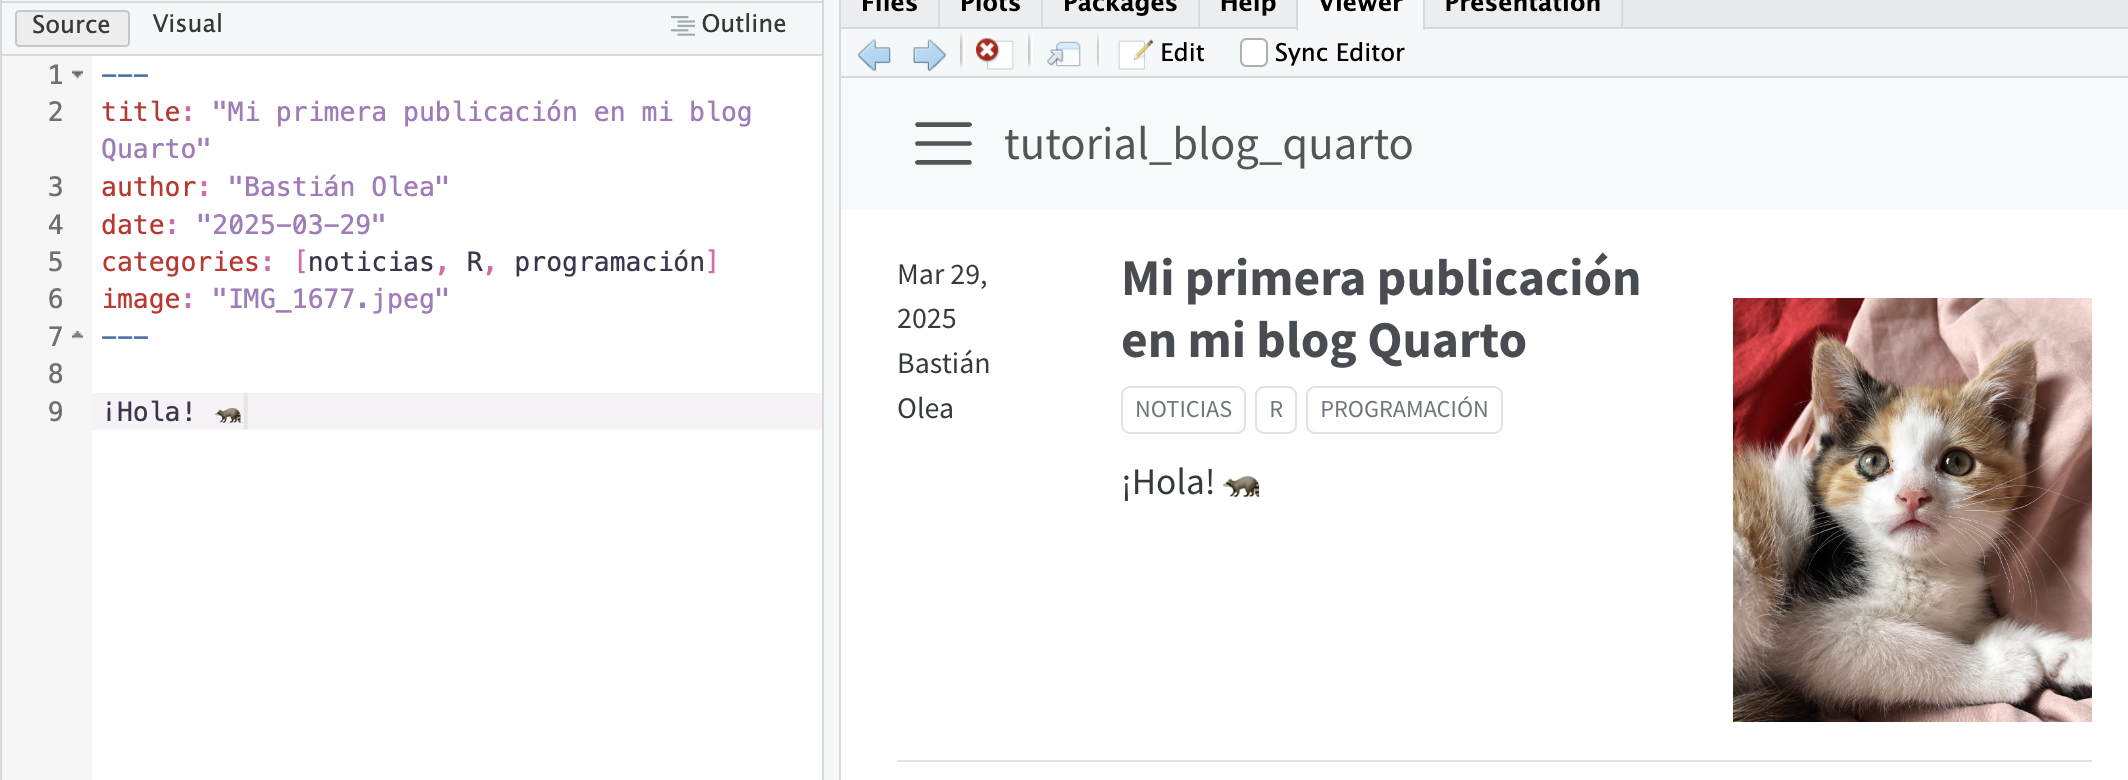 Source Visual Outline
1 ---
2 title: "Mi primera publicación en mi blog
Quarto"
3 author: "Bastián Olea"
4 date: "2025-03-29"
5 categories: [noticias, R, programación]
6 image: "IMG_1677.jpeg"
7 ---
8
9 ¡Hola! 🦝
Files Plots Packages Help Viewer Presentation
Edit Sync Editor
tutorial_blog_quarto
Mar 29,
2025
Bastián
Olea
Mi primera publicación
en mi blog Quarto
NOTICIAS R PROGRAMACIÓN
¡Hola! 🦝